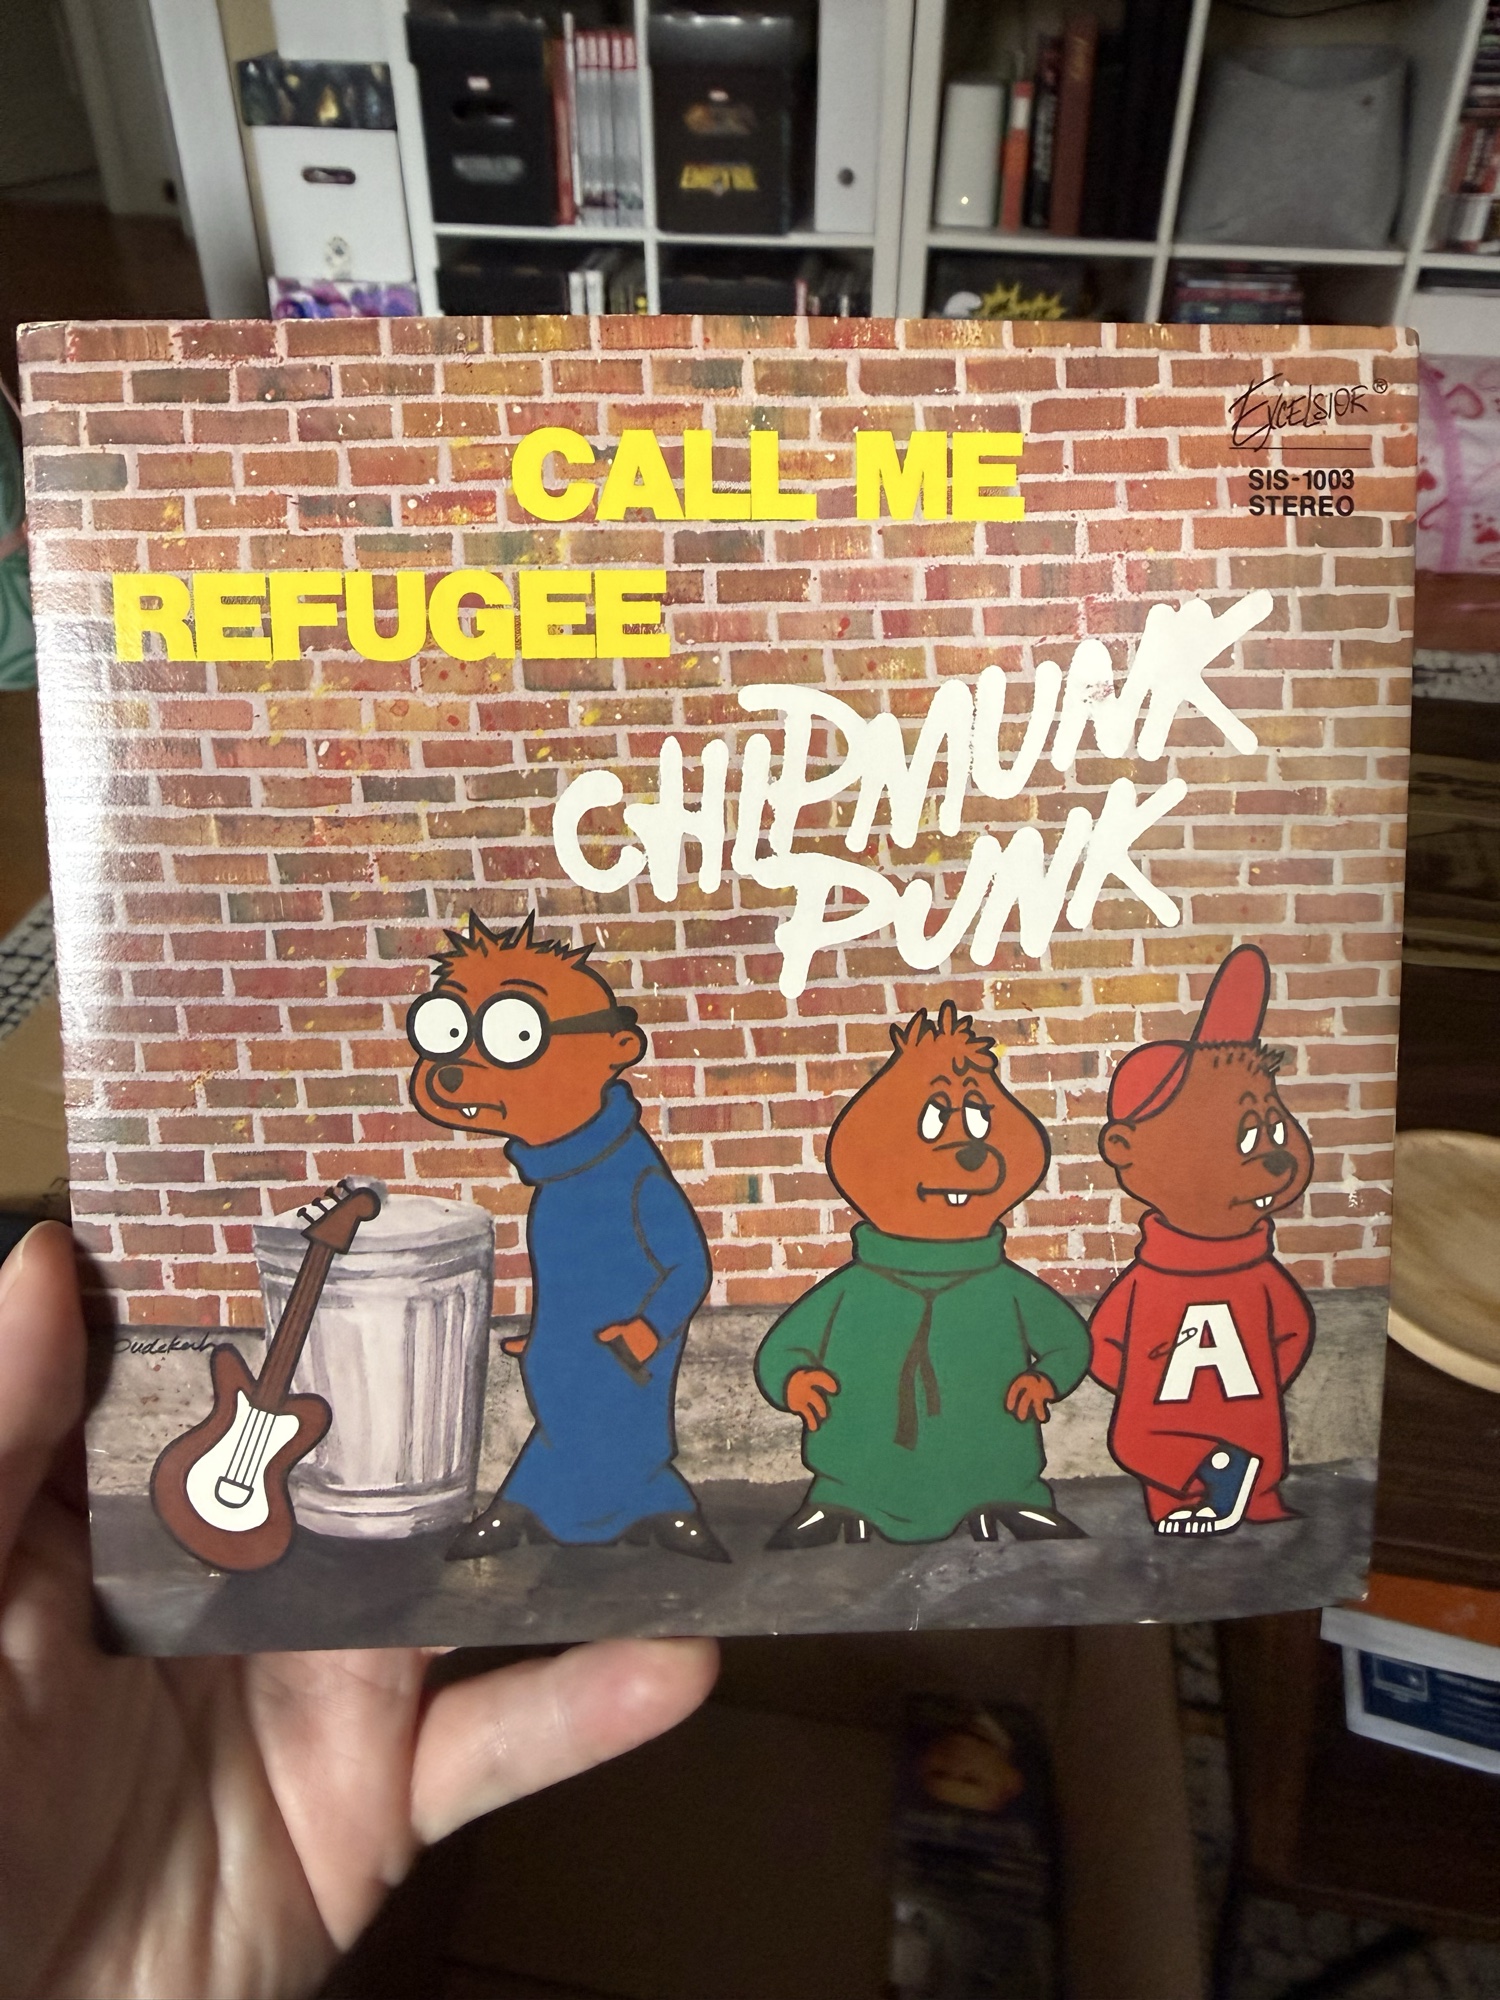 EXCELSIOR®
SIS-1003
STEREO
CALL ME
REFUGEE
CHIPMUNK
PUNK
A